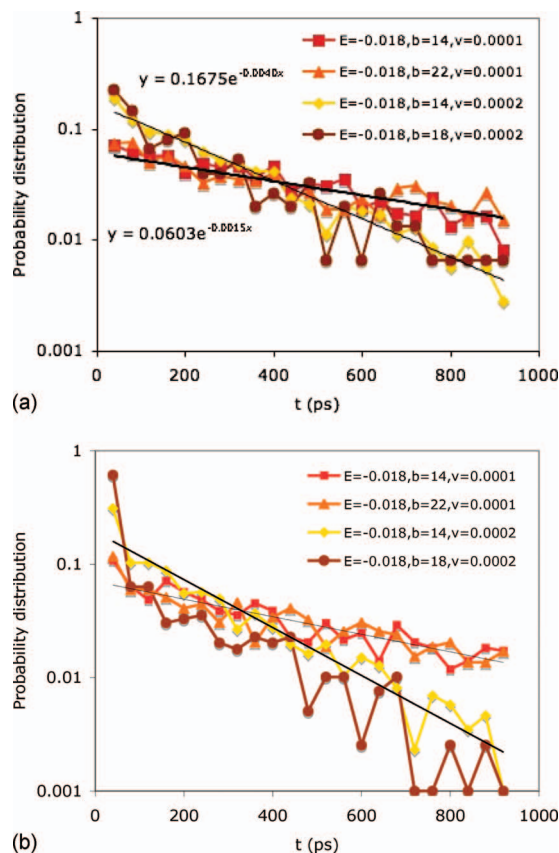 1
E=-0.018,b=14,v=0.0001
E=-0.018,b=22,v=0.0001
E=-0.018,b=14,v=0.0002
E=-0.018,b=18,v=0.0002
y = 0.1675e-0.0040x
0.1
Probability distribution
0.01
y = 0.0603e-0.0015x
0.001
0 200 400 600 800 1000
t (ps)
(a)
1
E=-0.018,b=14,v=0.0001
E=-0.018,b=22,v=0.0001
E=-0.018,b=14,v=0.0002
E=-0.018,b=18,v=0.0002
0.1
Probability distribution
0.01
0.001
0 200 400 600 800 1000
t (ps)
(b)